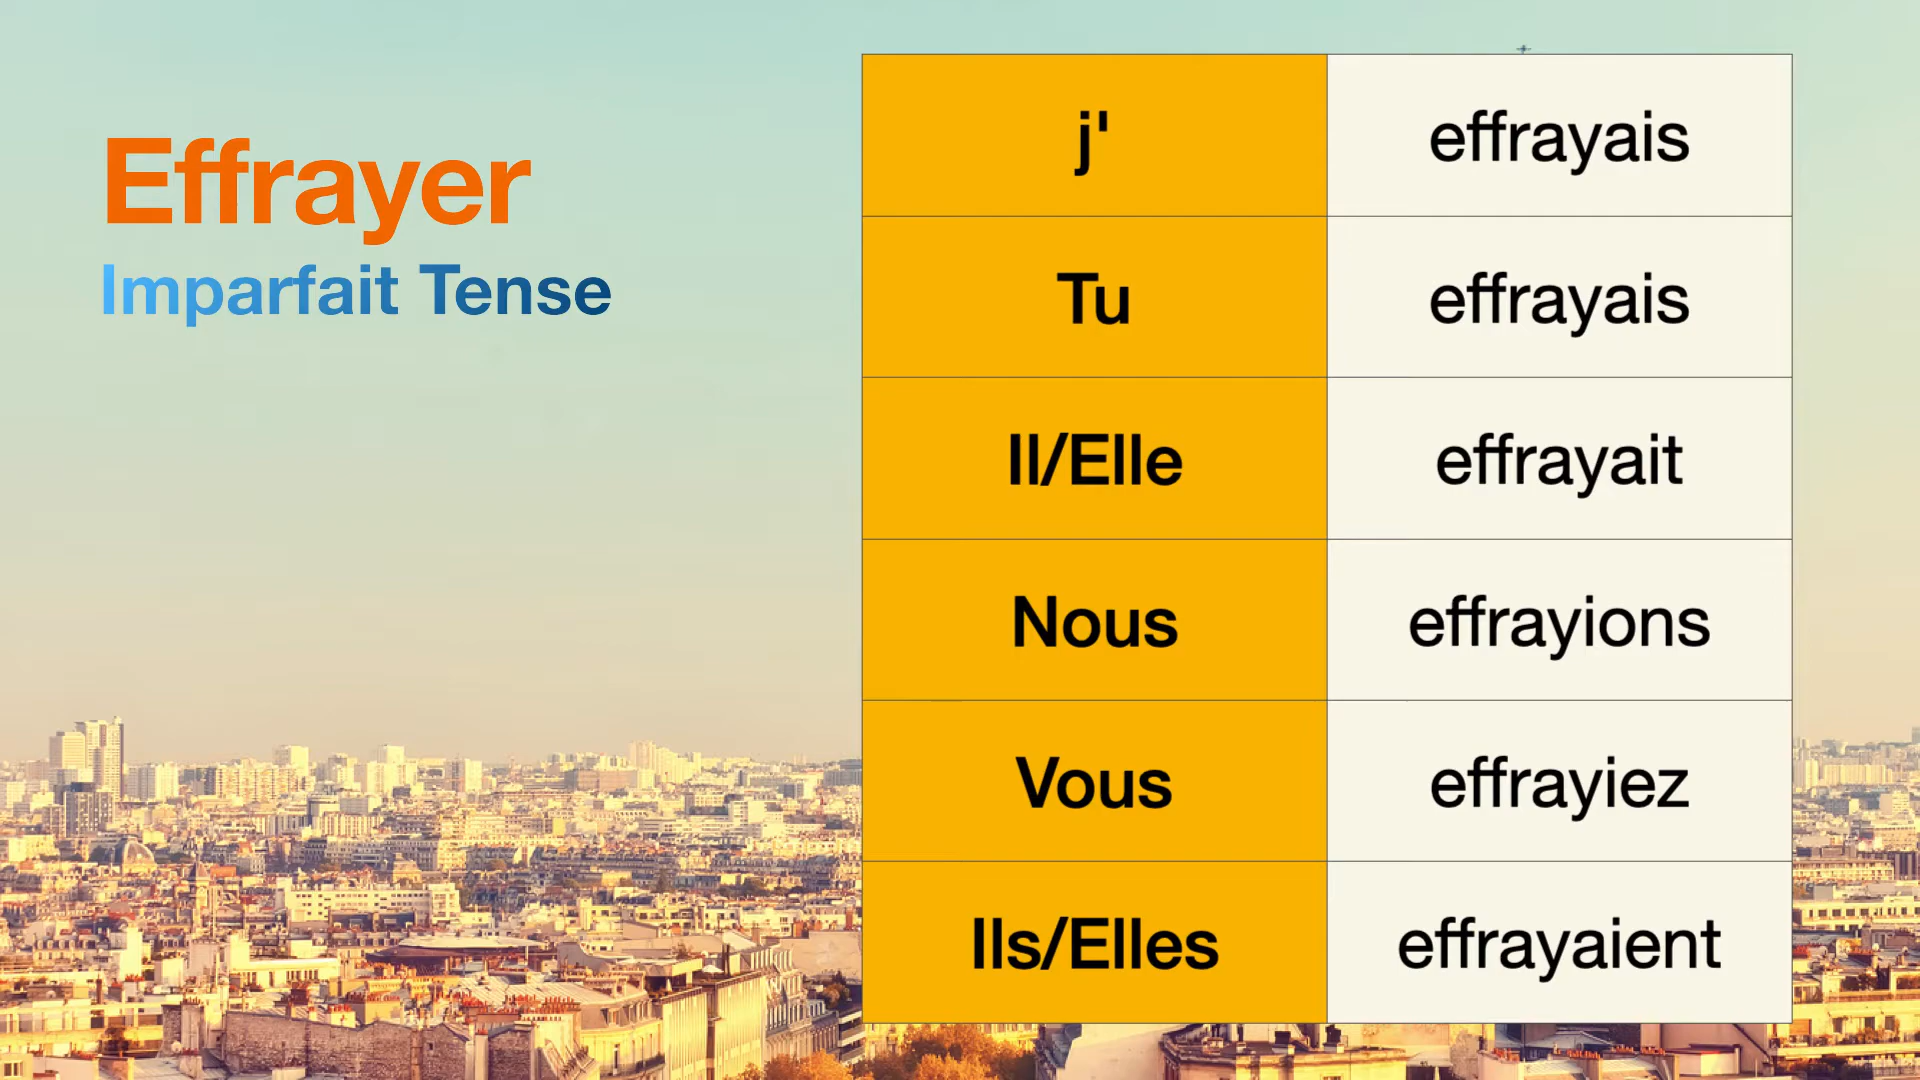 Effrayer
Imparfait Tense
j' effrayais
Tu effrayais
Il/Elle effrayait
Nous effrayions
Vous effrayiez
Ils/Elles effrayaient